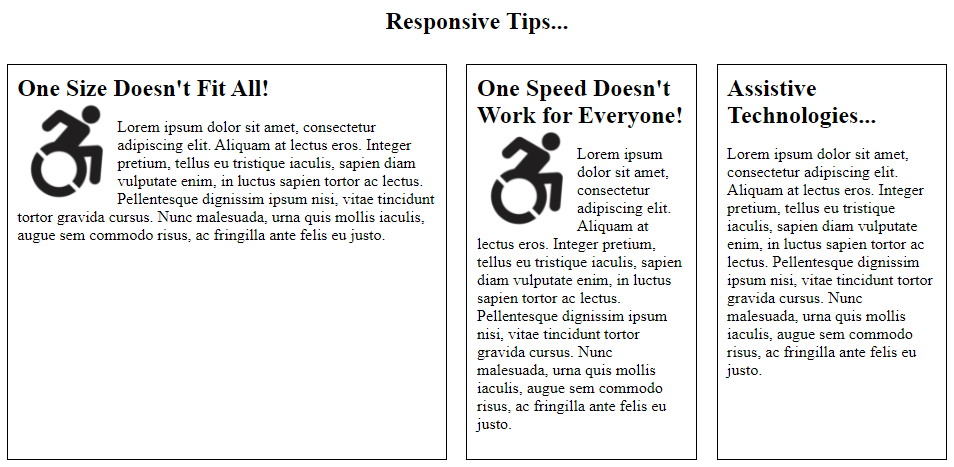 Responsive Tips...
One Size Doesn't Fit All!
Lorem ipsum dolor sit amet, consectetur
adipiscing elit. Aliquam at lectus eros. Integer
pretium, tellus eu tristique iaculis, sapien diam
vulputate enim, in luctus sapien tortor ac lectus.
Pellentesque dignissim ipsum nisi, vitae tincidunt
tortor gravida cursus. Nunc malesuada, urna quis mollis iaculis,
augue sem commodo risus, ac fringilla ante felis eu justo.
One Speed Doesn't
Work for Everyone!
Lorem ipsum
dolor sit amet,
consectetur
adipiscing elit.
Aliquam at
lectus eros. Integer pretium,
tellus eu tristique iaculis, sapien
diam vulputate enim, in luctus
sapien tortor ac lectus.
Pellentesque dignissim ipsum
nisi, vitae tincidunt tortor
gravida cursus. Nunc
malesuada, urna quis mollis
iaculis, augue sem commodo
risus, ac fringilla ante felis eu
justo.
Assistive
Technologies...
Lorem ipsum dolor sit amet,
consectetur adipiscing elit.
Aliquam at lectus eros. Integer
pretium, tellus eu tristique
iaculis, sapien diam vulputate
enim, in luctus sapien tortor ac
lectus. Pellentesque dignissim
ipsum nisi, vitae tincidunt tortor
gravida cursus. Nunc
malesuada, urna quis mollis
iaculis, augue sem commodo
risus, ac fringilla ante felis eu
justo.